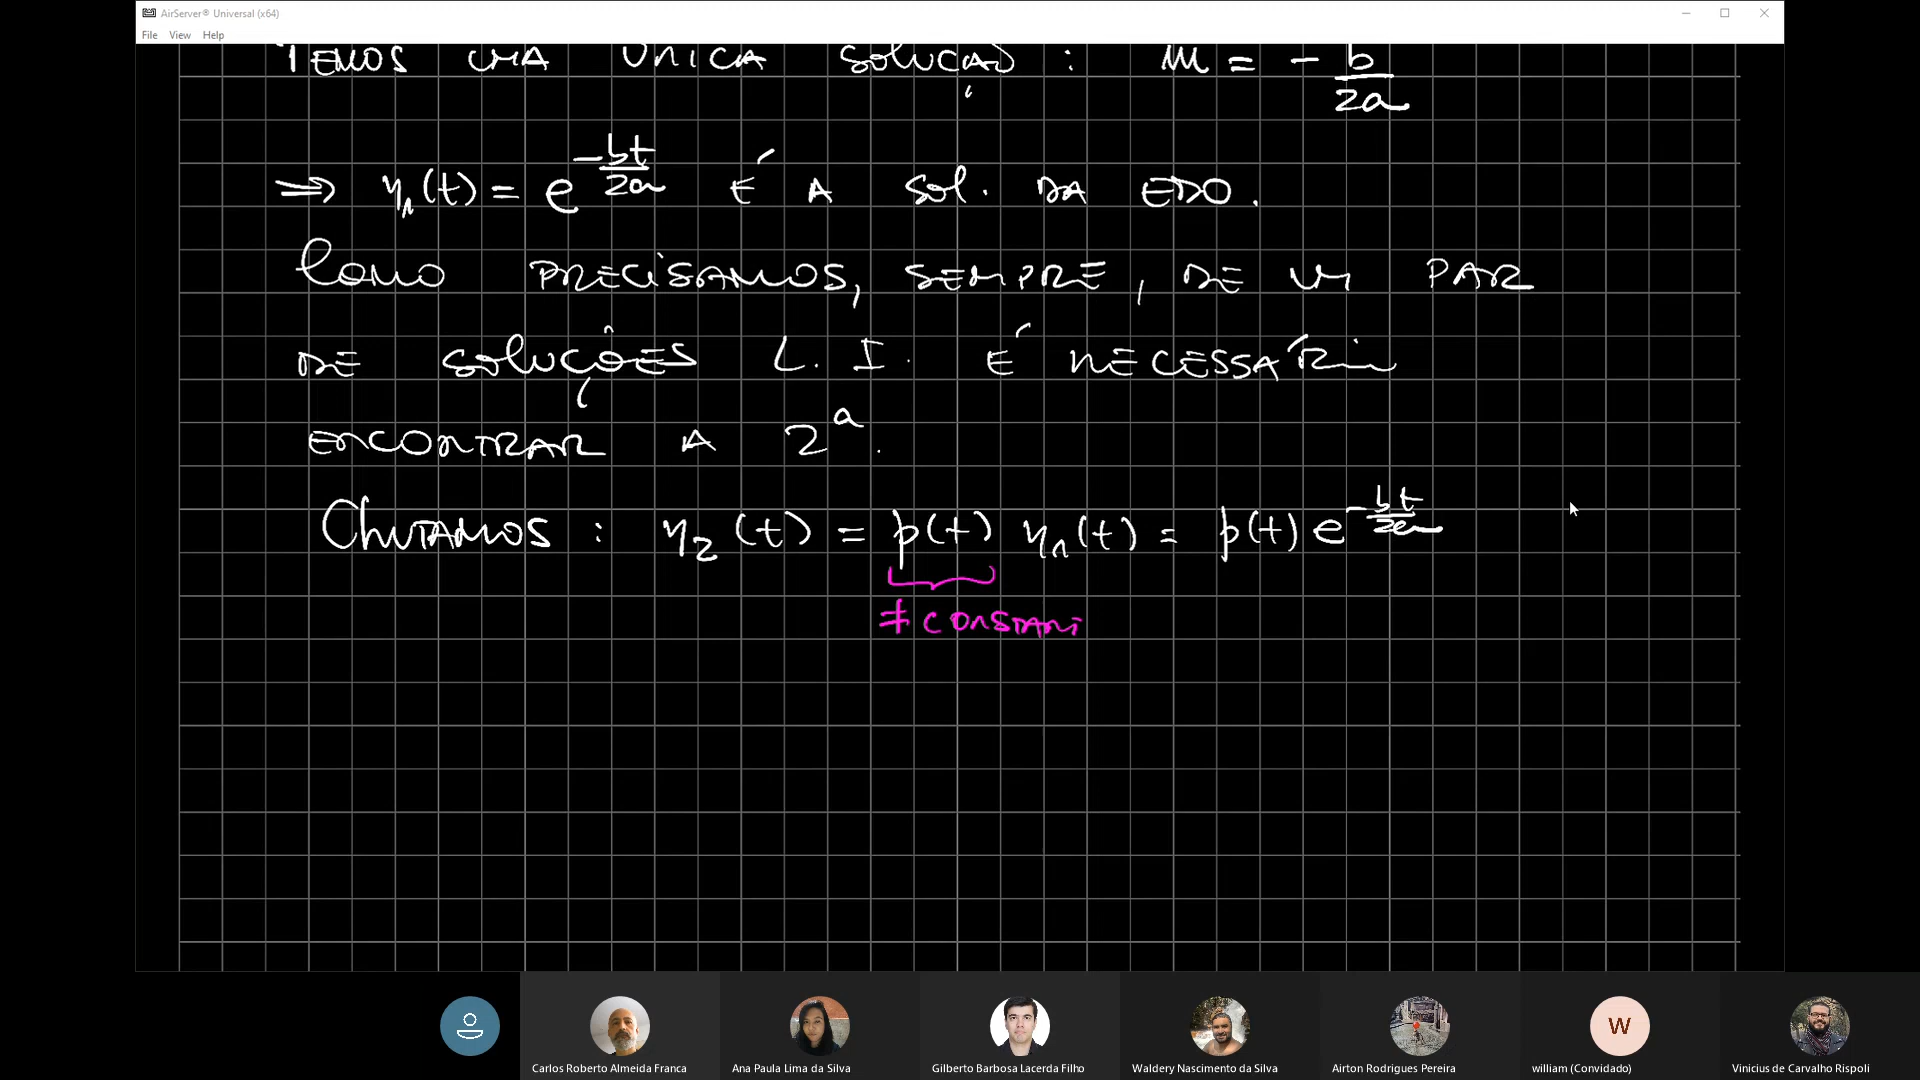 AirServer® Universal (x64)
File View Help
TEMOS UMA ÚNICA SOLUÇÃO : m = - b/2a
⇒ y₁(t) = e^(-bt/2a) É A SOL. DA EDO.
COMO PRECISAMOS, SEMPRE, DE UM PAR
DE SOLUÇÕES L.I. É NECESSÁRIO
ENCONTRAR A 2ª.
CHUTAMOS : y₂(t) = p(t) y₁(t) = p(t) e^(-bt/2a)
≠ CONSTANT
W
Carlos Roberto Almeida Franca Ana Paula Lima da Silva Gilberto Barbosa Lacerda Filho Waldery Nascimento da Silva Airton Rodrigues Pereira william (Convidado) Vinicius de Carvalho Rispoli